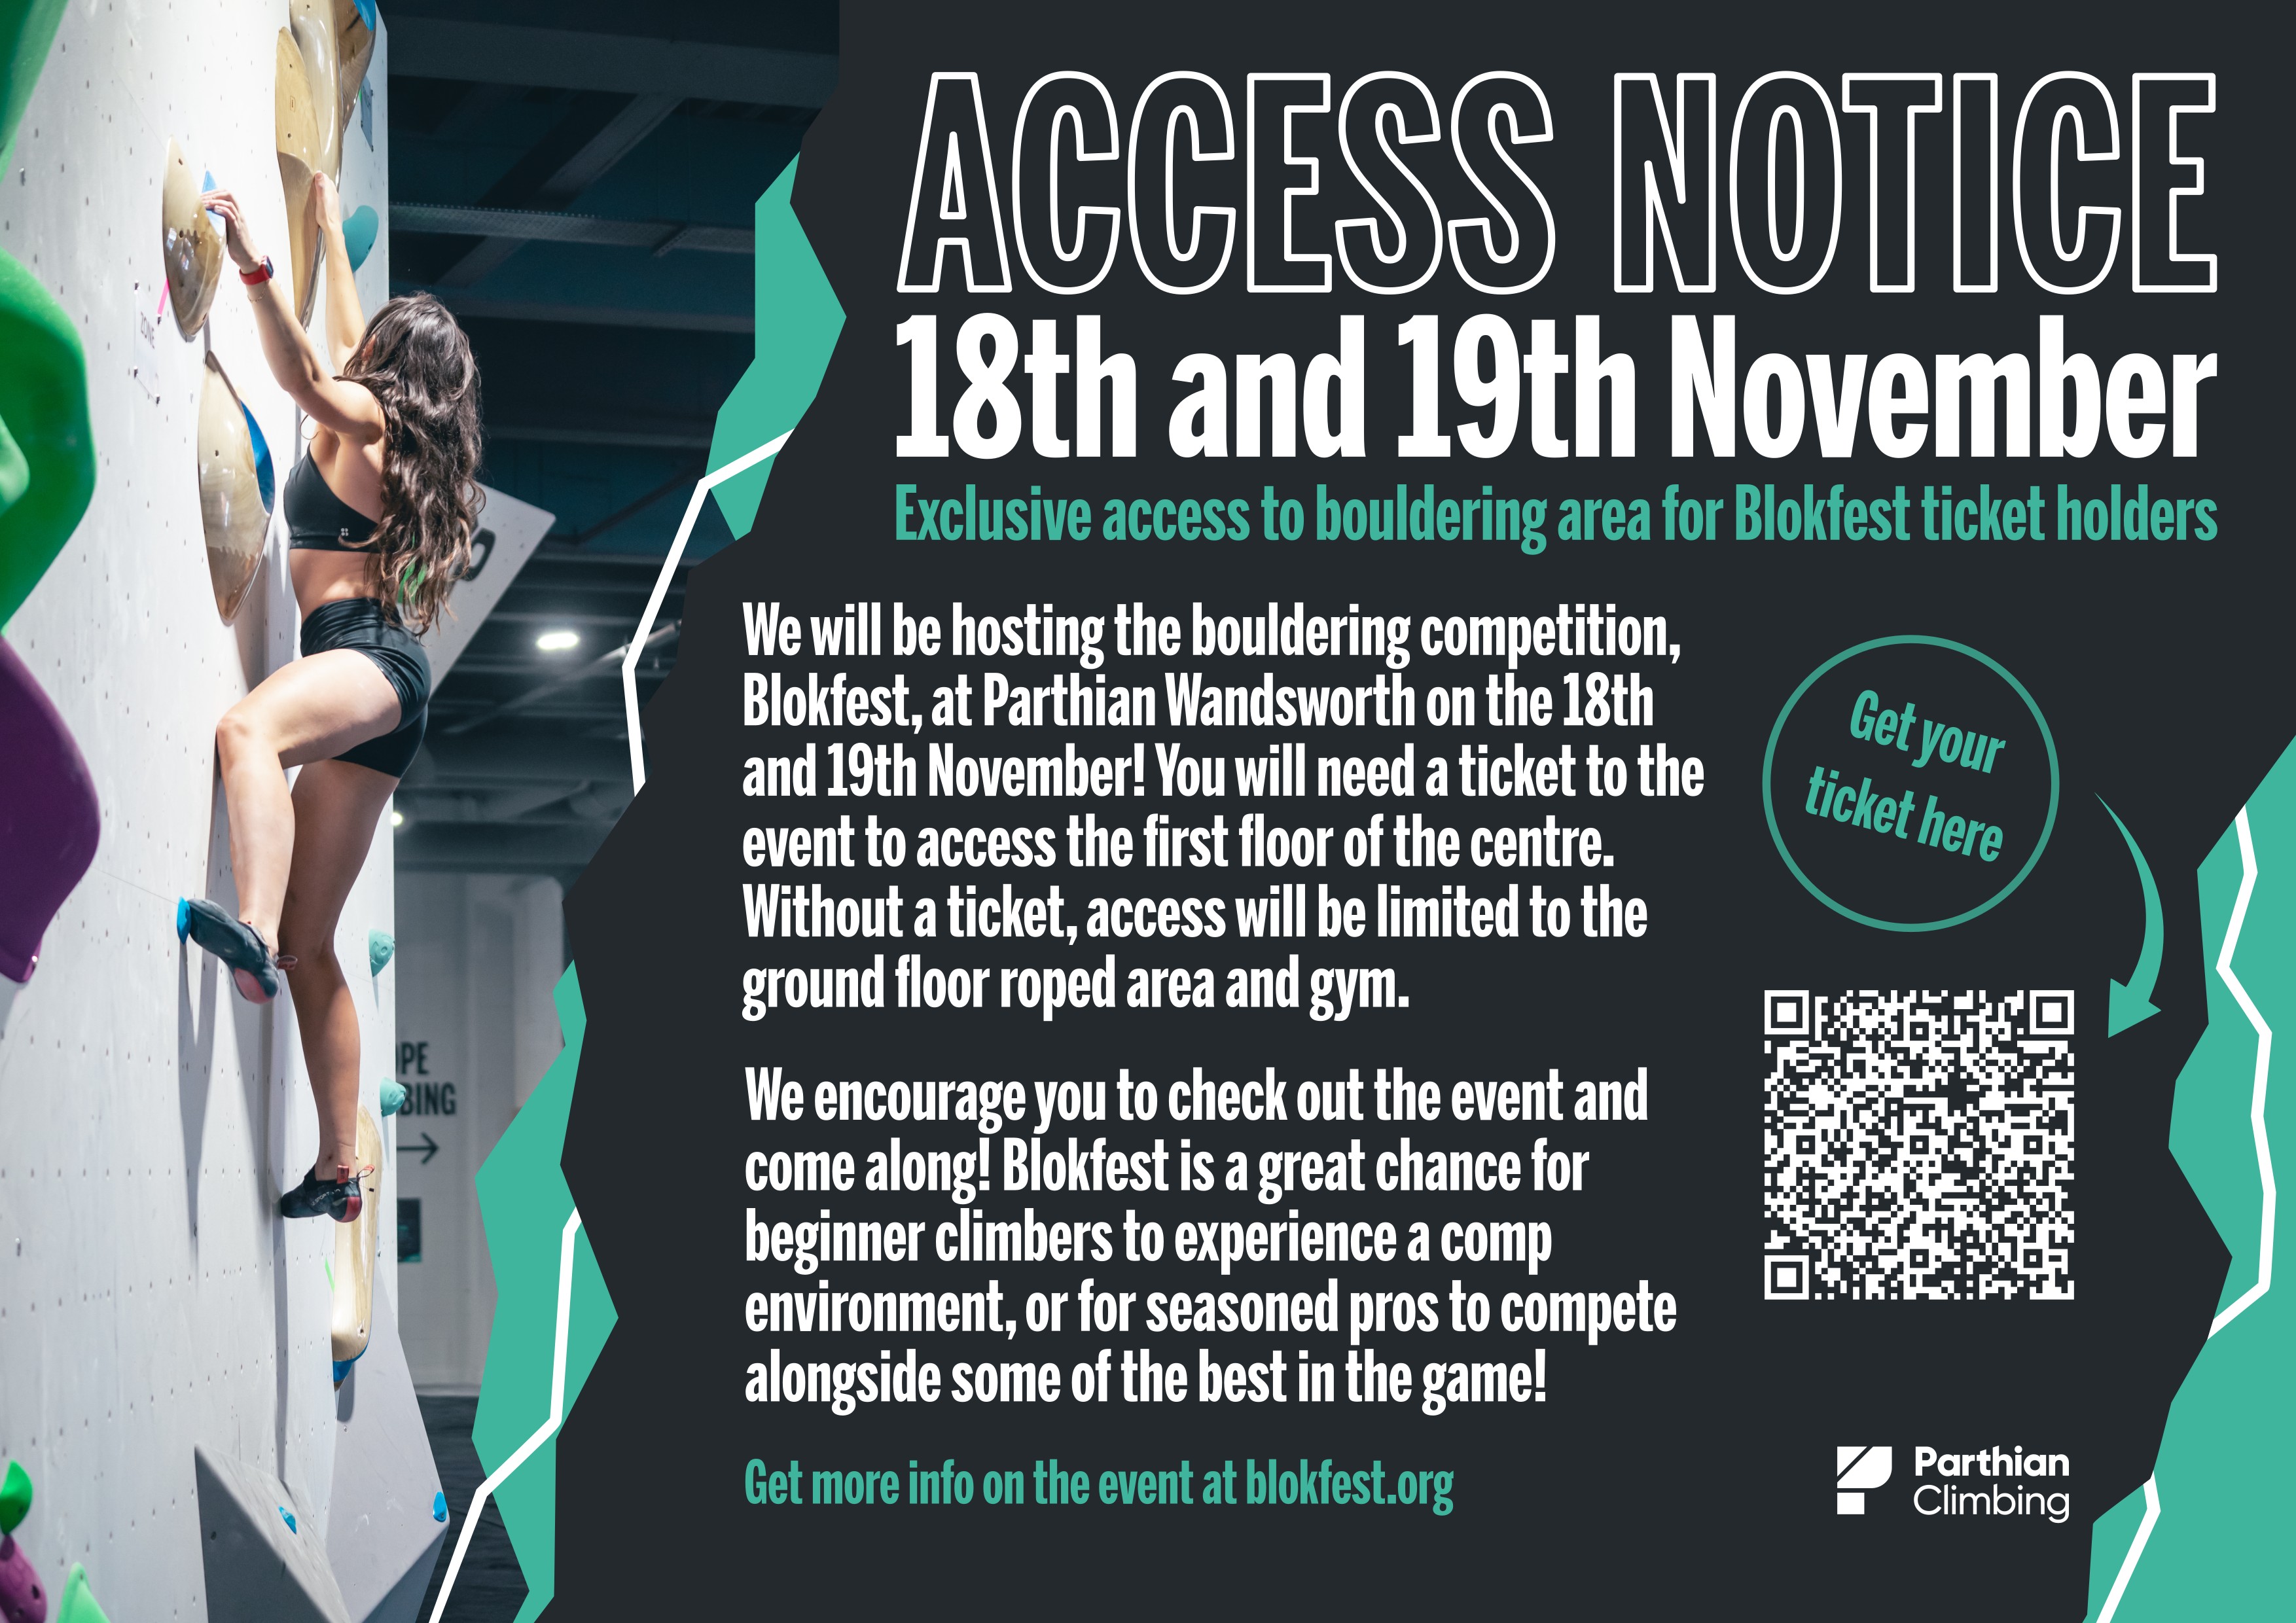 ACCESS NOTICE
18th and 19th November
Exclusive access to bouldering area for Blokfest ticket holders
We will be hosting the bouldering competition,
Blokfest, at Parthian Wandsworth on the 18th
and 19th November! You will need a ticket to the
event to access the first floor of the centre.
Without a ticket, access will be limited to the
ground floor roped area and gym.
We encourage you to check out the event and
come along! Blokfest is a great chance for
beginner climbers to experience a comp
environment, or for seasoned pros to compete
alongside some of the best in the game!
Get more info on the event at blokfest.org
Get your
ticket here
Parthian
Climbing
ZONE